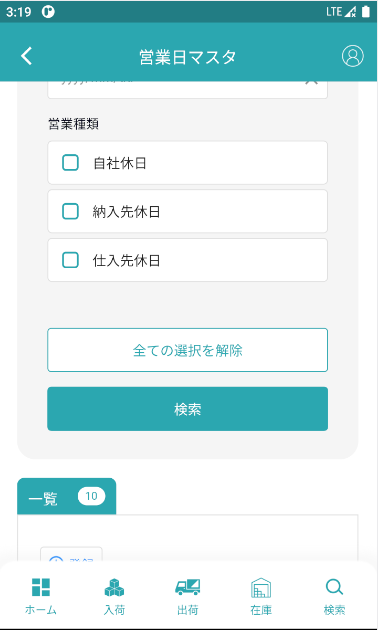 3:19
LTE
営業日マスタ
営業種類
自社休日
納入先休日
仕入先休日
全ての選択を解除
検索
一覧 10
ホーム 入荷 出荷 在庫 検索